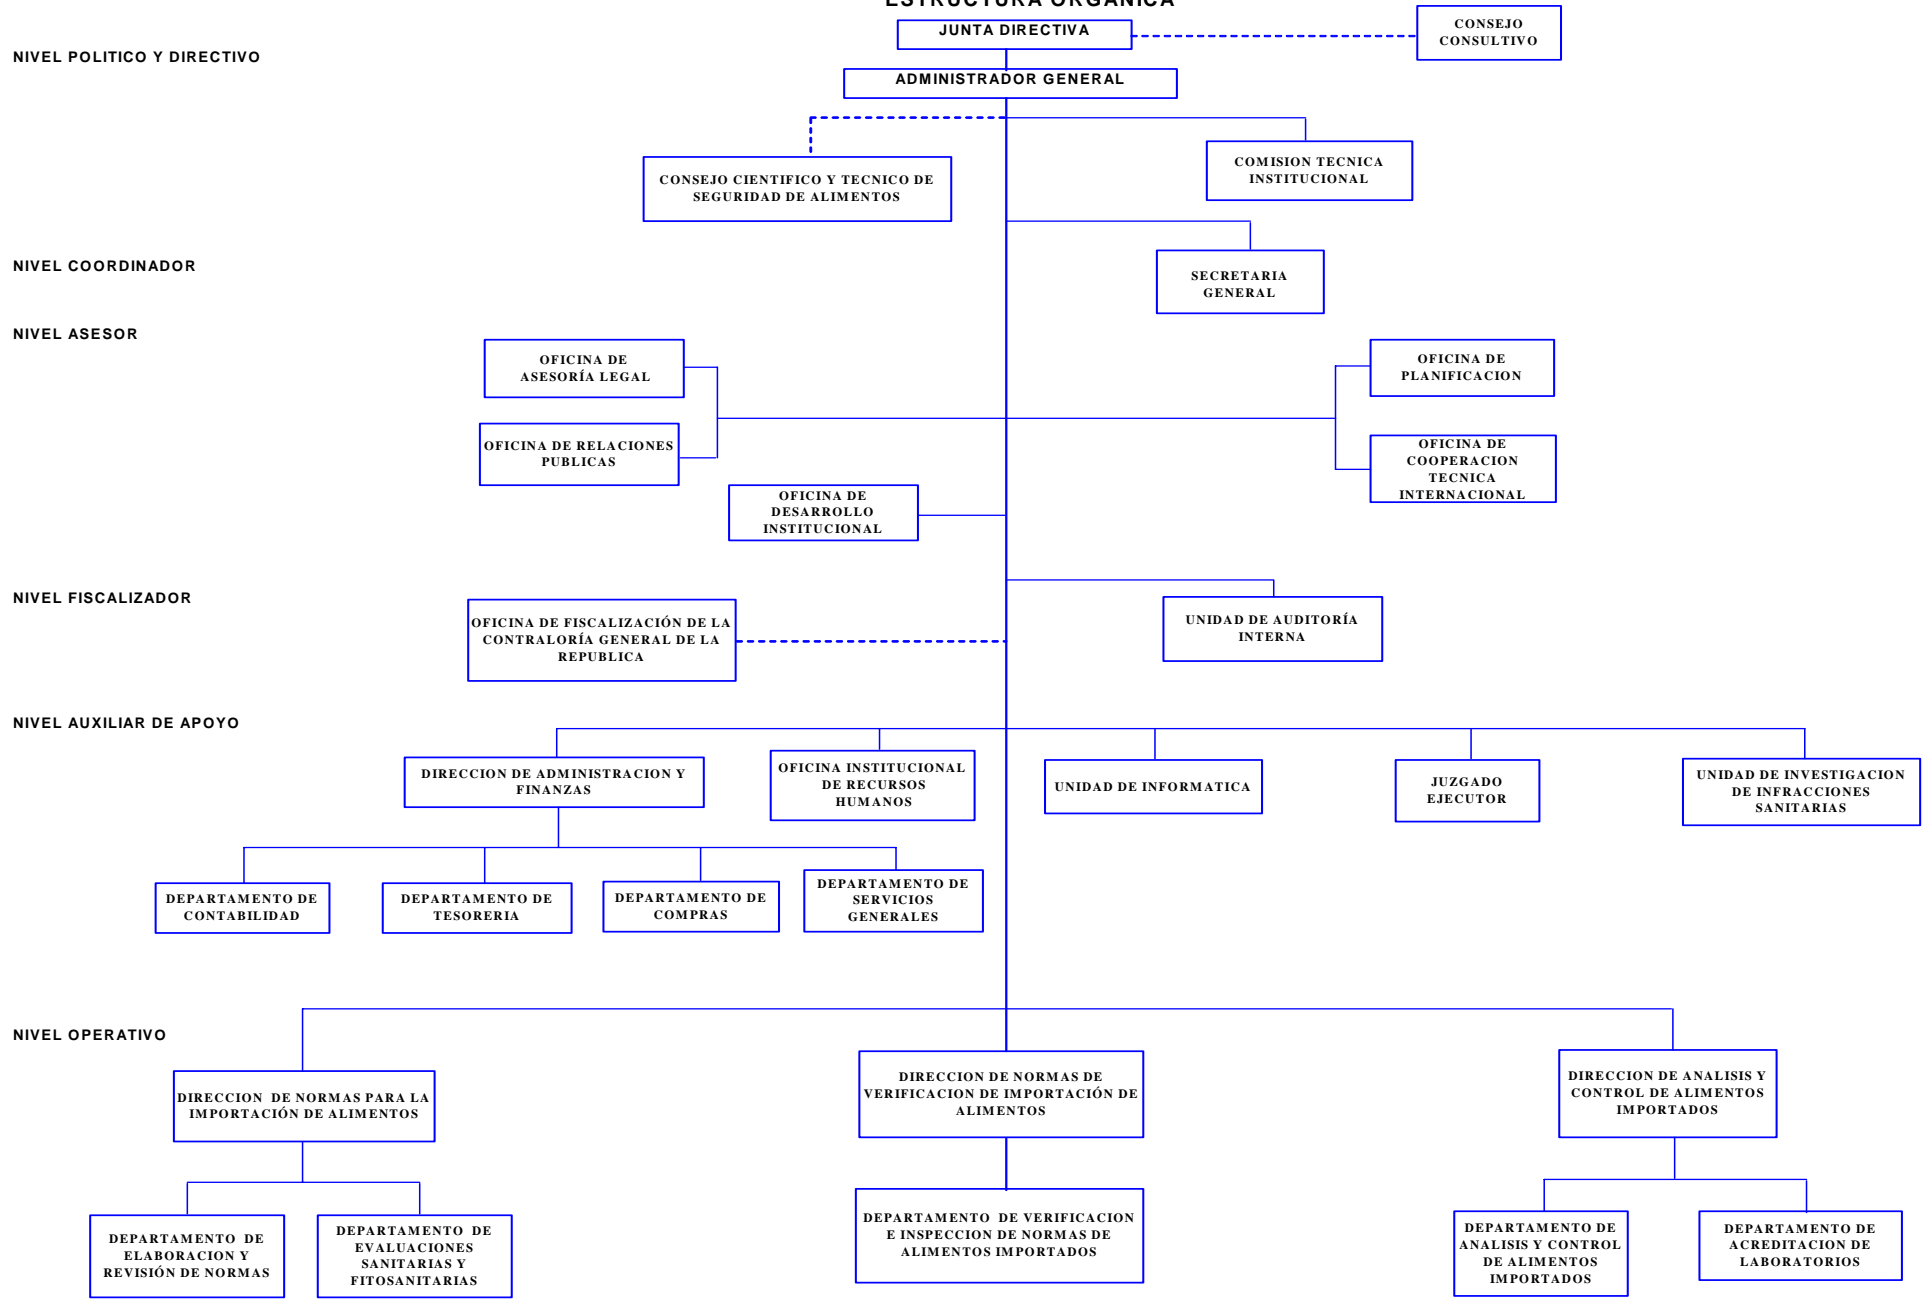 ESTRUCTURA ORGANICA
JUNTA DIRECTIVA
CONSEJO
CONSULTIVO
NIVEL POLITICO Y DIRECTIVO
ADMINISTRADOR GENERAL
CONSEJO CIENTIFICO Y TECNICO DE
SEGURIDAD DE ALIMENTOS
COMISION TECNICA
INSTITUCIONAL
NIVEL COORDINADOR
SECRETARIA
GENERAL
NIVEL ASESOR
OFICINA DE
ASESORÍA LEGAL
OFICINA DE
PLANIFICACION
OFICINA DE RELACIONES
PUBLICAS
OFICINA DE
COOPERACION
TECNICA
INTERNACIONAL
OFICINA DE
DESARROLLO
INSTITUCIONAL
NIVEL FISCALIZADOR
OFICINA DE FISCALIZACIÓN DE LA
CONTRALORÍA GENERAL DE LA
REPUBLICA
UNIDAD DE AUDITORÍA
INTERNA
NIVEL AUXILIAR DE APOYO
DIRECCION DE ADMINISTRACION Y
FINANZAS
OFICINA INSTITUCIONAL
DE RECURSOS
HUMANOS
UNIDAD DE INFORMATICA
JUZGADO
EJECUTOR
UNIDAD DE INVESTIGACION
DE INFRACCIONES
SANITARIAS
DEPARTAMENTO DE
CONTABILIDAD
DEPARTAMENTO DE
TESORERIA
DEPARTAMENTO DE
COMPRAS
DEPARTAMENTO DE
SERVICIOS
GENERALES
NIVEL OPERATIVO
DIRECCION DE NORMAS PARA LA
IMPORTACIÓN DE ALIMENTOS
DIRECCION DE NORMAS DE
VERIFICACION DE IMPORTACIÓN DE
ALIMENTOS
DIRECCION DE ANALISIS Y
CONTROL DE ALIMENTOS
IMPORTADOS
DEPARTAMENTO DE
ELABORACION Y
REVISIÓN DE NORMAS
DEPARTAMENTO DE
EVALUACIONES
SANITARIAS Y
FITOSANITARIAS
DEPARTAMENTO DE VERIFICACION
E INSPECCION DE NORMAS DE
ALIMENTOS IMPORTADOS
DEPARTAMENTO DE
ANALISIS Y CONTROL
DE ALIMENTOS
IMPORTADOS
DEPARTAMENTO DE
ACREDITACION DE
LABORATORIOS